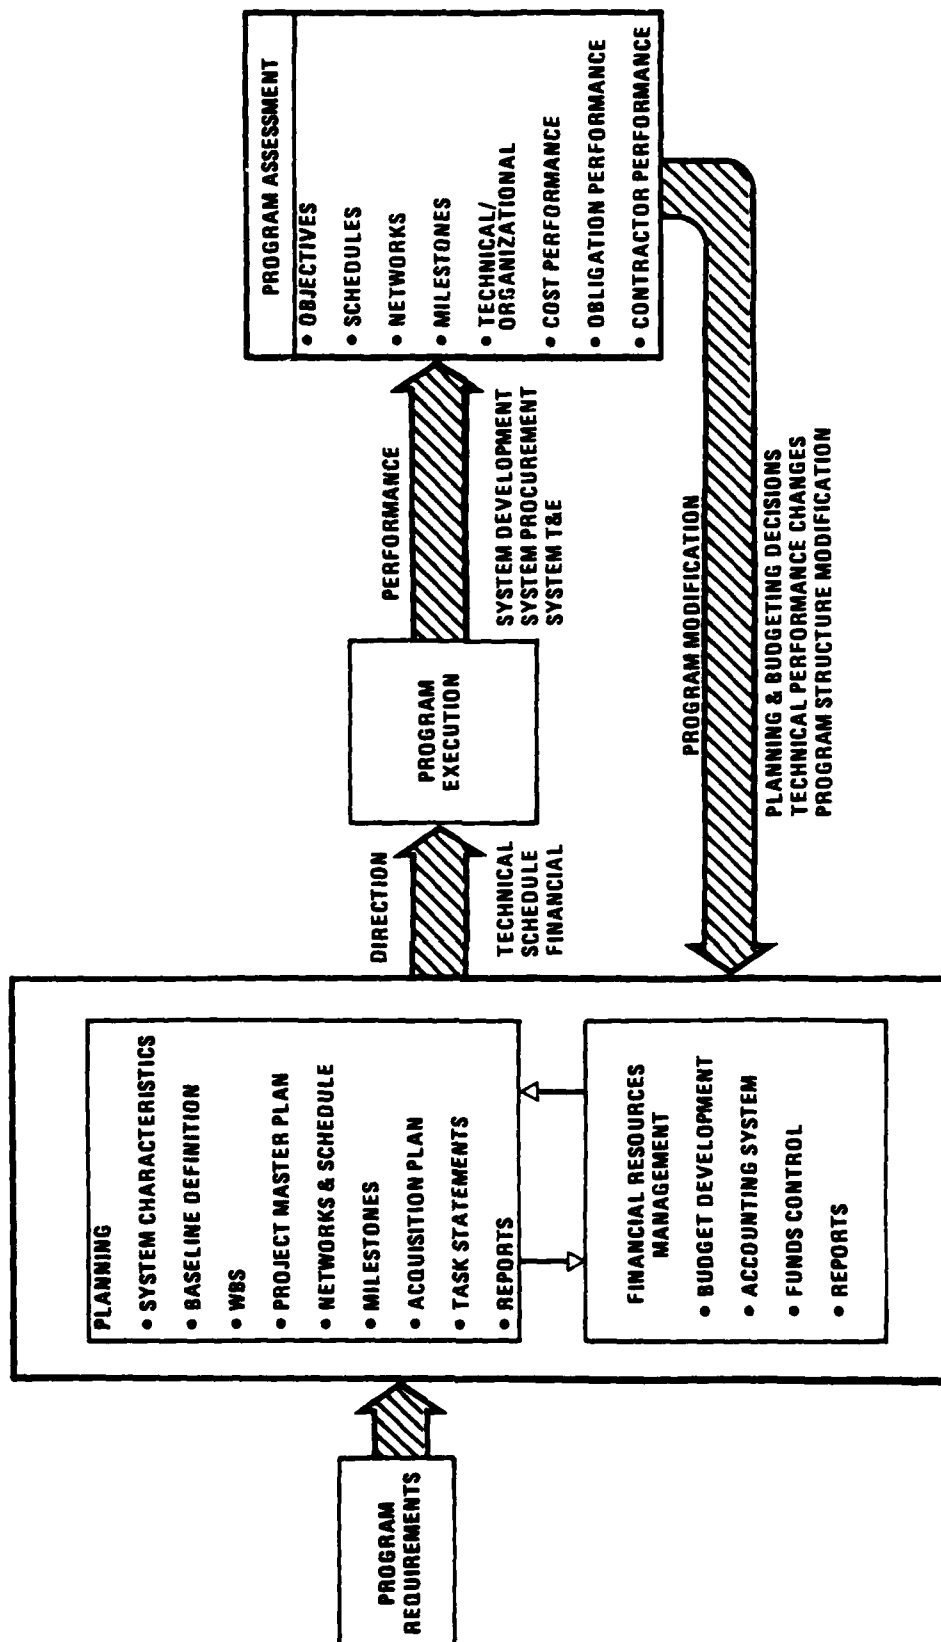 PROGRAM
REQUIREMENTS
PLANNING
• SYSTEM CHARACTERISTICS
• BASELINE DEFINITION
• WBS
• PROJECT MASTER PLAN
• NETWORKS & SCHEDULE
• MILESTONES
• ACQUISITION PLAN
• TASK STATEMENTS
• REPORTS
FINANCIAL RESOURCES
MANAGEMENT
• BUDGET DEVELOPMENT
• ACCOUNTING SYSTEM
• FUNDS CONTROL
• REPORTS
DIRECTION
TECHNICAL
SCHEDULE
FINANCIAL
PROGRAM
EXECUTION
PERFORMANCE
SYSTEM DEVELOPMENT
SYSTEM PROCUREMENT
SYSTEM T&E
PROGRAM ASSESSMENT
• OBJECTIVES
• SCHEDULES
• NETWORKS
• MILESTONES
• TECHNICAL/
ORGANIZATIONAL
• COST PERFORMANCE
• OBLIGATION PERFORMANCE
• CONTRACTOR PERFORMANCE
PROGRAM MODIFICATION
PLANNING & BUDGETING DECISIONS
TECHNICAL PERFORMANCE CHANGES
PROGRAM STRUCTURE MODIFICATION